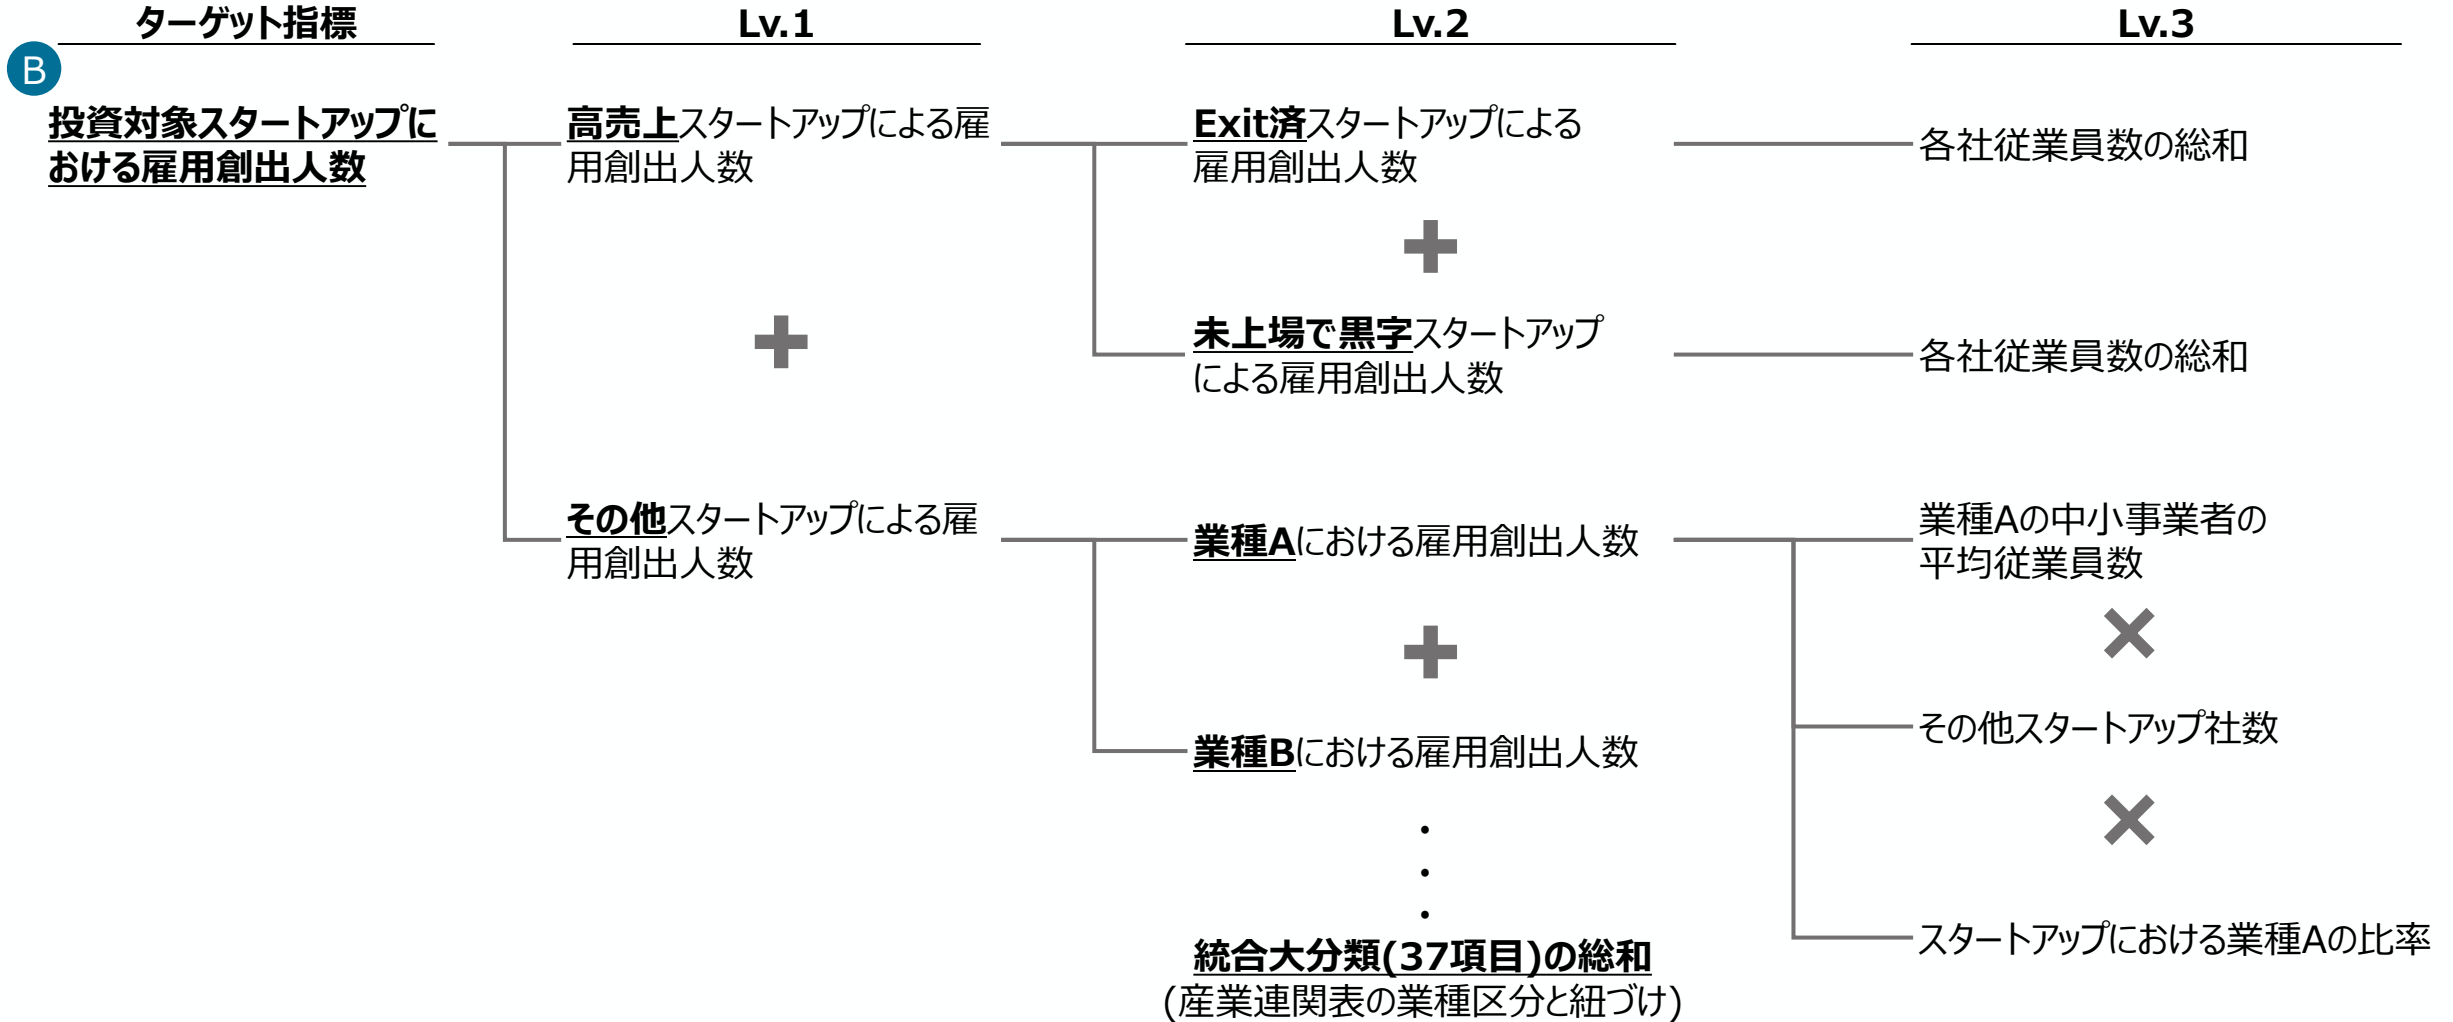 ターゲット指標
Lv.1
Lv.2
Lv.3
B
投資対象スタートアップに
おける雇用創出人数
高売上スタートアップによる雇
用創出人数
Exit済スタートアップによる
雇用創出人数
各社従業員数の総和
未上場で黒字スタートアップ
による雇用創出人数
各社従業員数の総和
その他スタートアップによる雇
用創出人数
業種Aにおける雇用創出人数
業種Aの中小事業者の
平均従業員数
その他スタートアップ社数
業種Bにおける雇用創出人数
・
・
・
スタートアップにおける業種Aの比率
統合大分類(37項目)の総和
(産業連関表の業種区分と紐づけ)